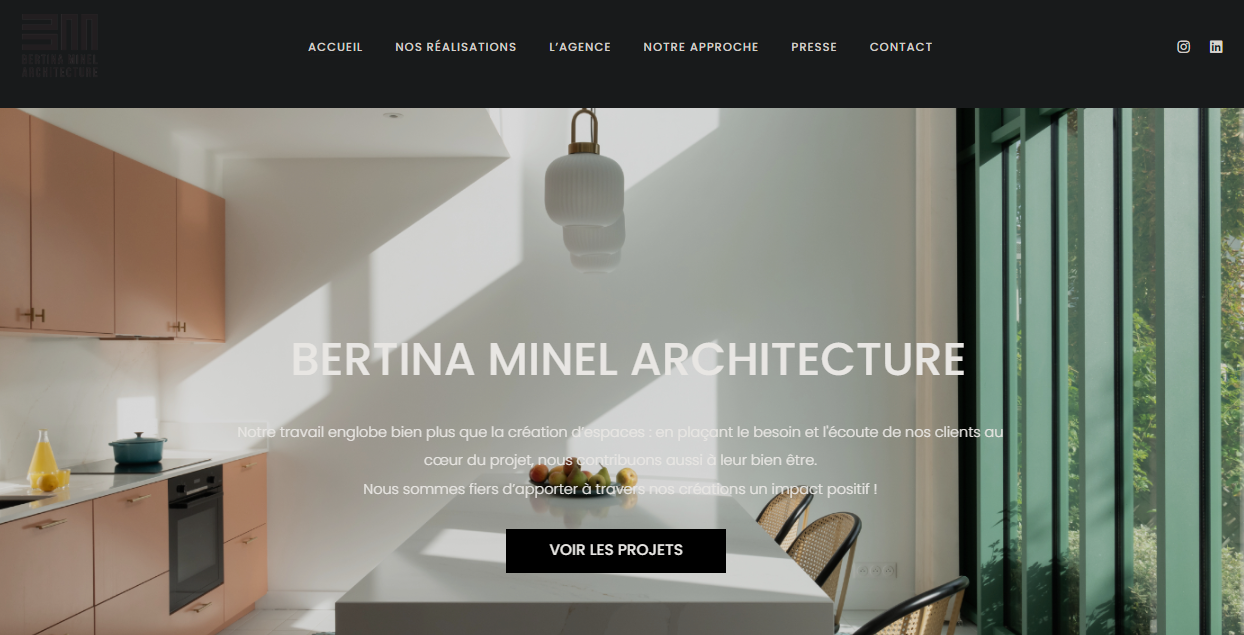 BERTINA MINEL
ARCHITECTURE
ACCUEIL
NOS RÉALISATIONS
L'AGENCE
NOTRE APPROCHE
PRESSE
CONTACT
BERTINA MINEL ARCHITECTURE
Notre travail englobe bien plus que la création d'espaces : en plaçant le besoin et l'écoute de nos clients au
cœur du projet, nous contribuons aussi à leur bien être.
Nous sommes fiers d'apporter à travers nos créations un impact positif !
VOIR LES PROJETS